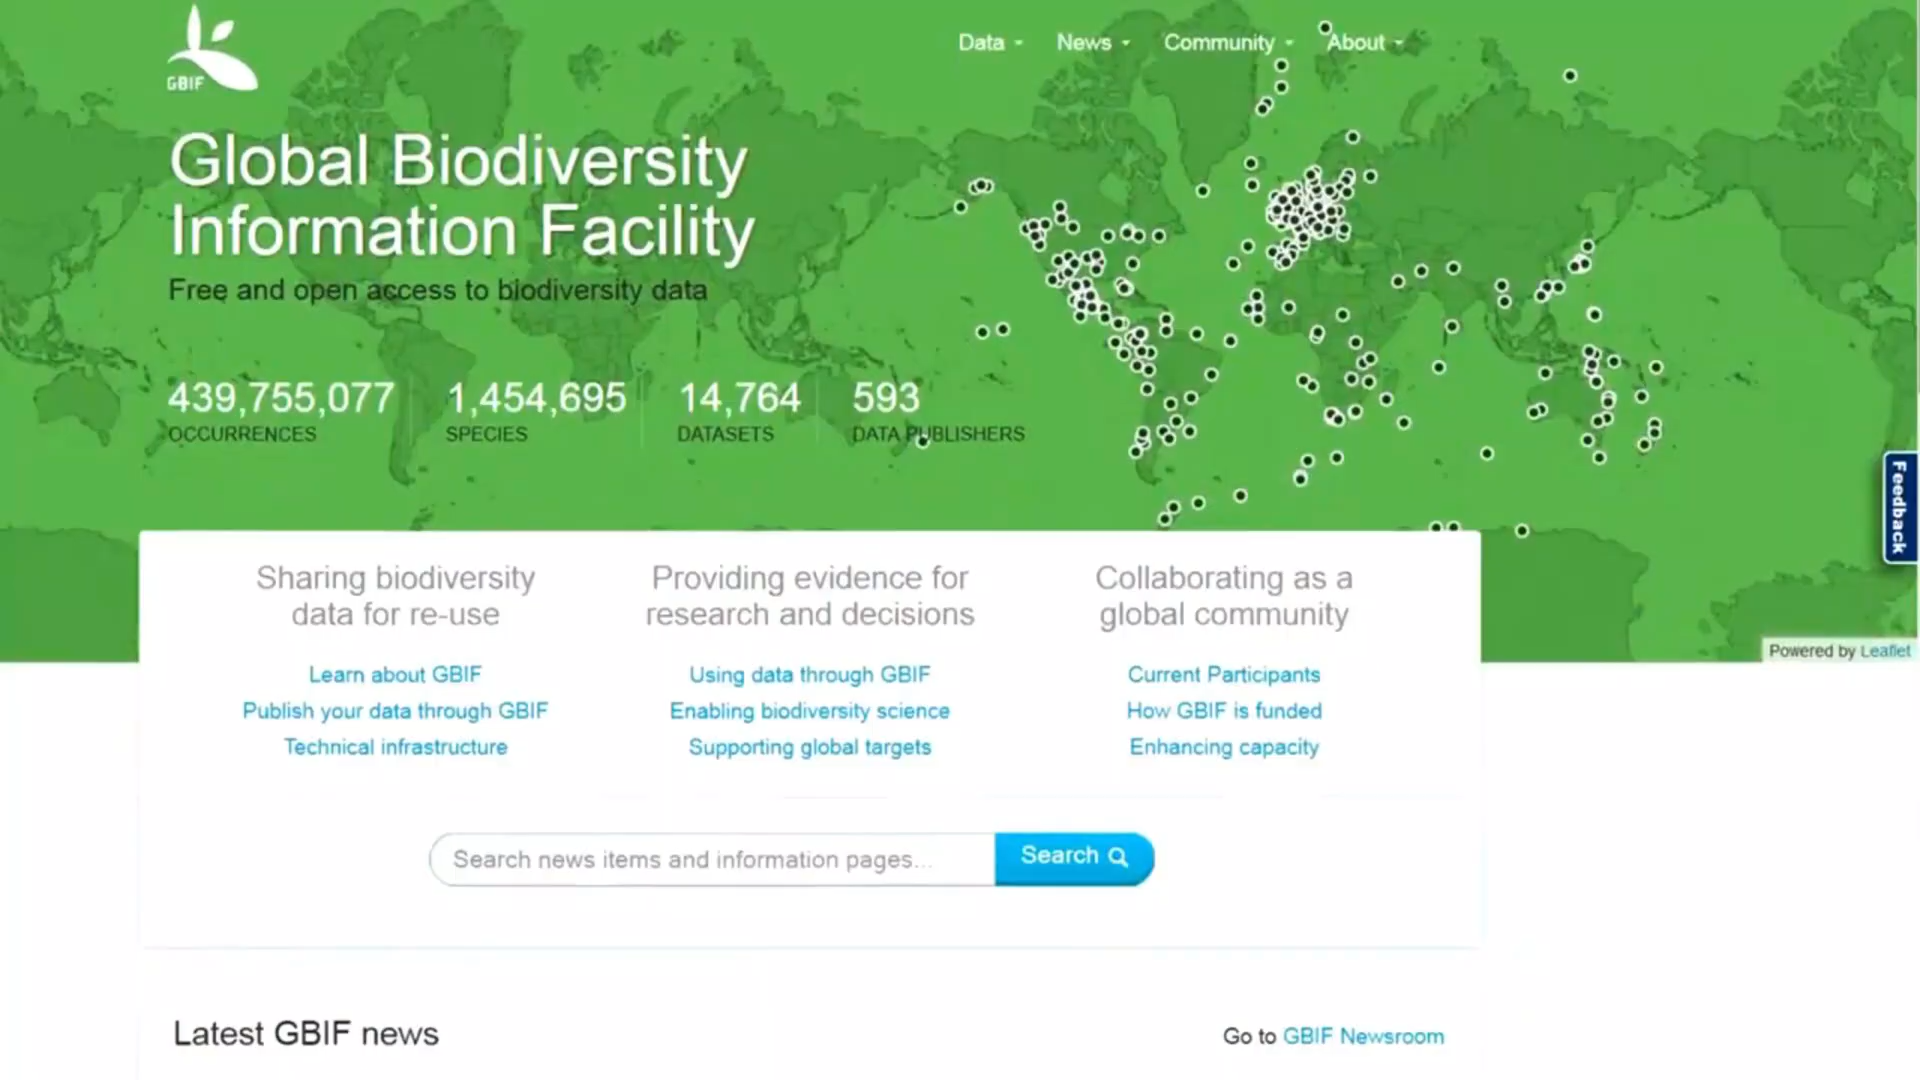 GBIF
Data
News
Community
About
Global Biodiversity
Information Facility
Free and open access to biodiversity data
439,755,077
OCCURRENCES
1,454,695
SPECIES
14,764
DATASETS
593
DATA PUBLISHERS
Feedback
Powered by Leaflet
Sharing biodiversity
data for re-use
Learn about GBIF
Publish your data through GBIF
Technical infrastructure
Providing evidence for
research and decisions
Using data through GBIF
Enabling biodiversity science
Supporting global targets
Collaborating as a
global community
Current Participants
How GBIF is funded
Enhancing capacity
Search news items and information pages...
Search
Latest GBIF news
Go to GBIF Newsroom